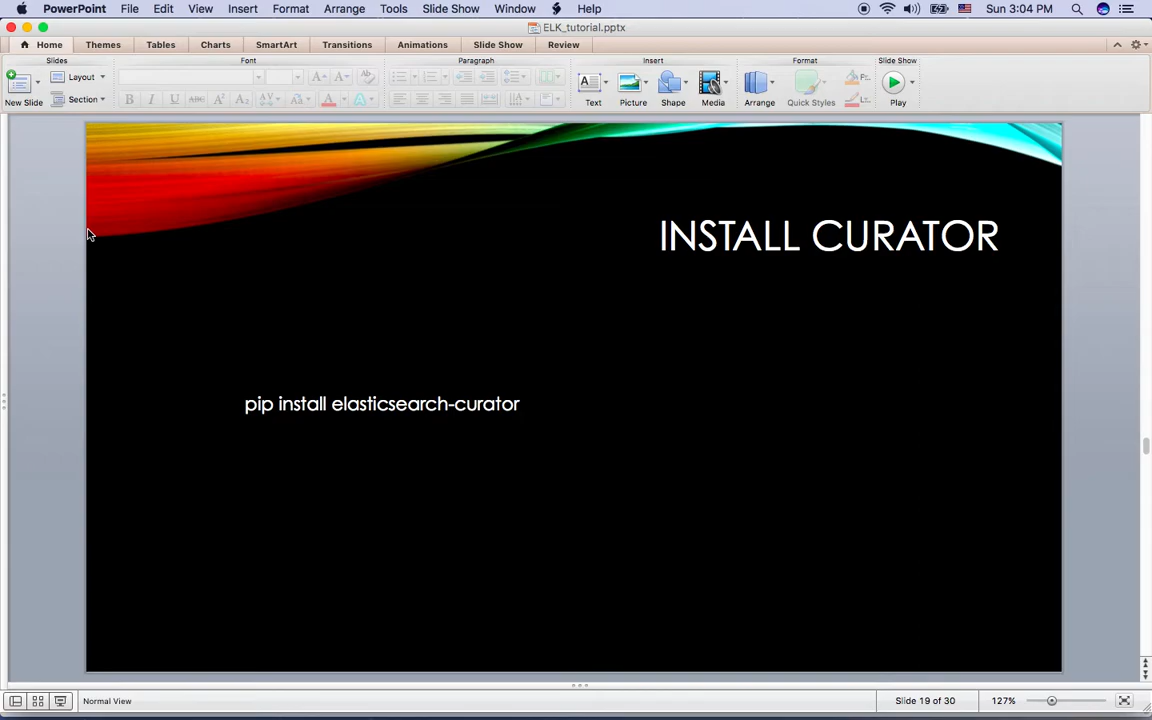 PowerPoint File Edit View Insert Format Arrange Tools Slide Show Window Help Sun 3:04 PM
ELK_tutorial.pptx
Home Themes Tables Charts SmartArt Transitions Animations Slide Show Review
Slides Font Paragraph Insert Format Slide Show
New Slide Layout Section Text Picture Shape Media Arrange Quick Styles Play
INSTALL CURATOR
pip install elasticsearch-curator
Normal View Slide 19 of 30 127%